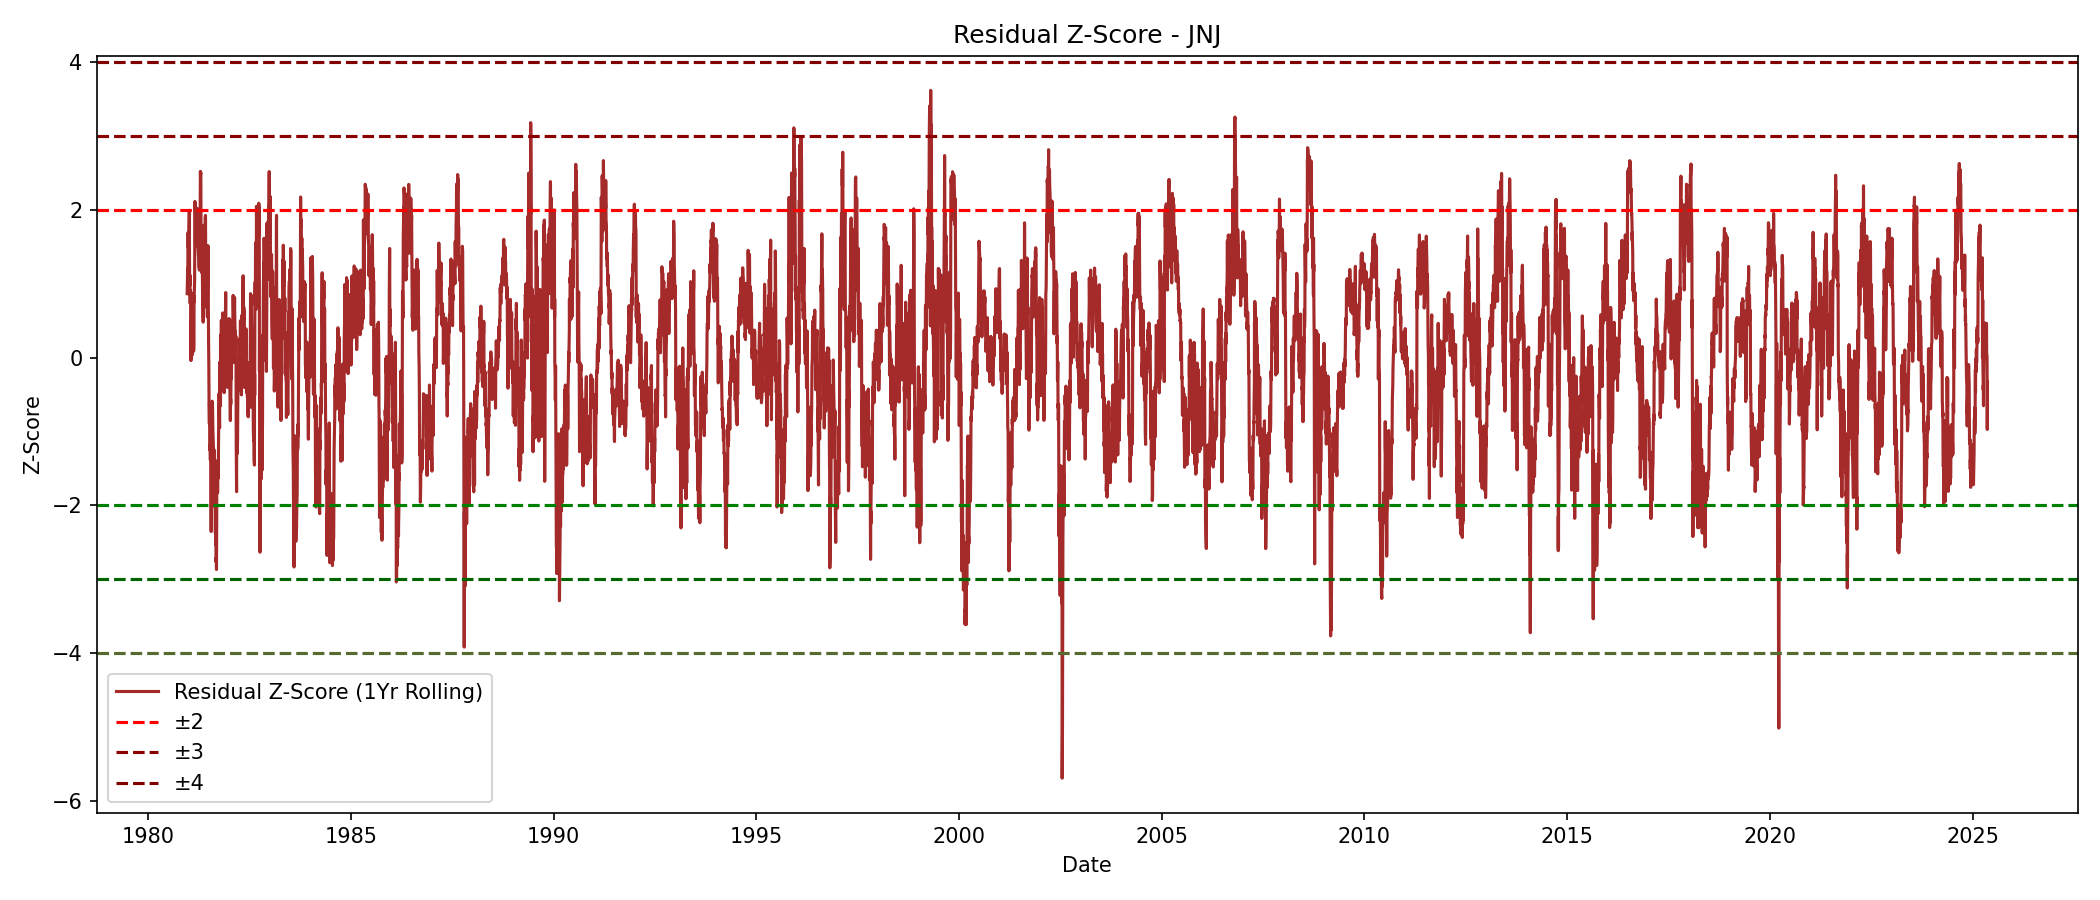 Residual Z-Score - JNJ
4
2
0
−2
−4
−6
Z-Score
Residual Z-Score (1Yr Rolling)
±2
±3
±4
1980 1985 1990 1995 2000 2005 2010 2015 2020 2025
Date